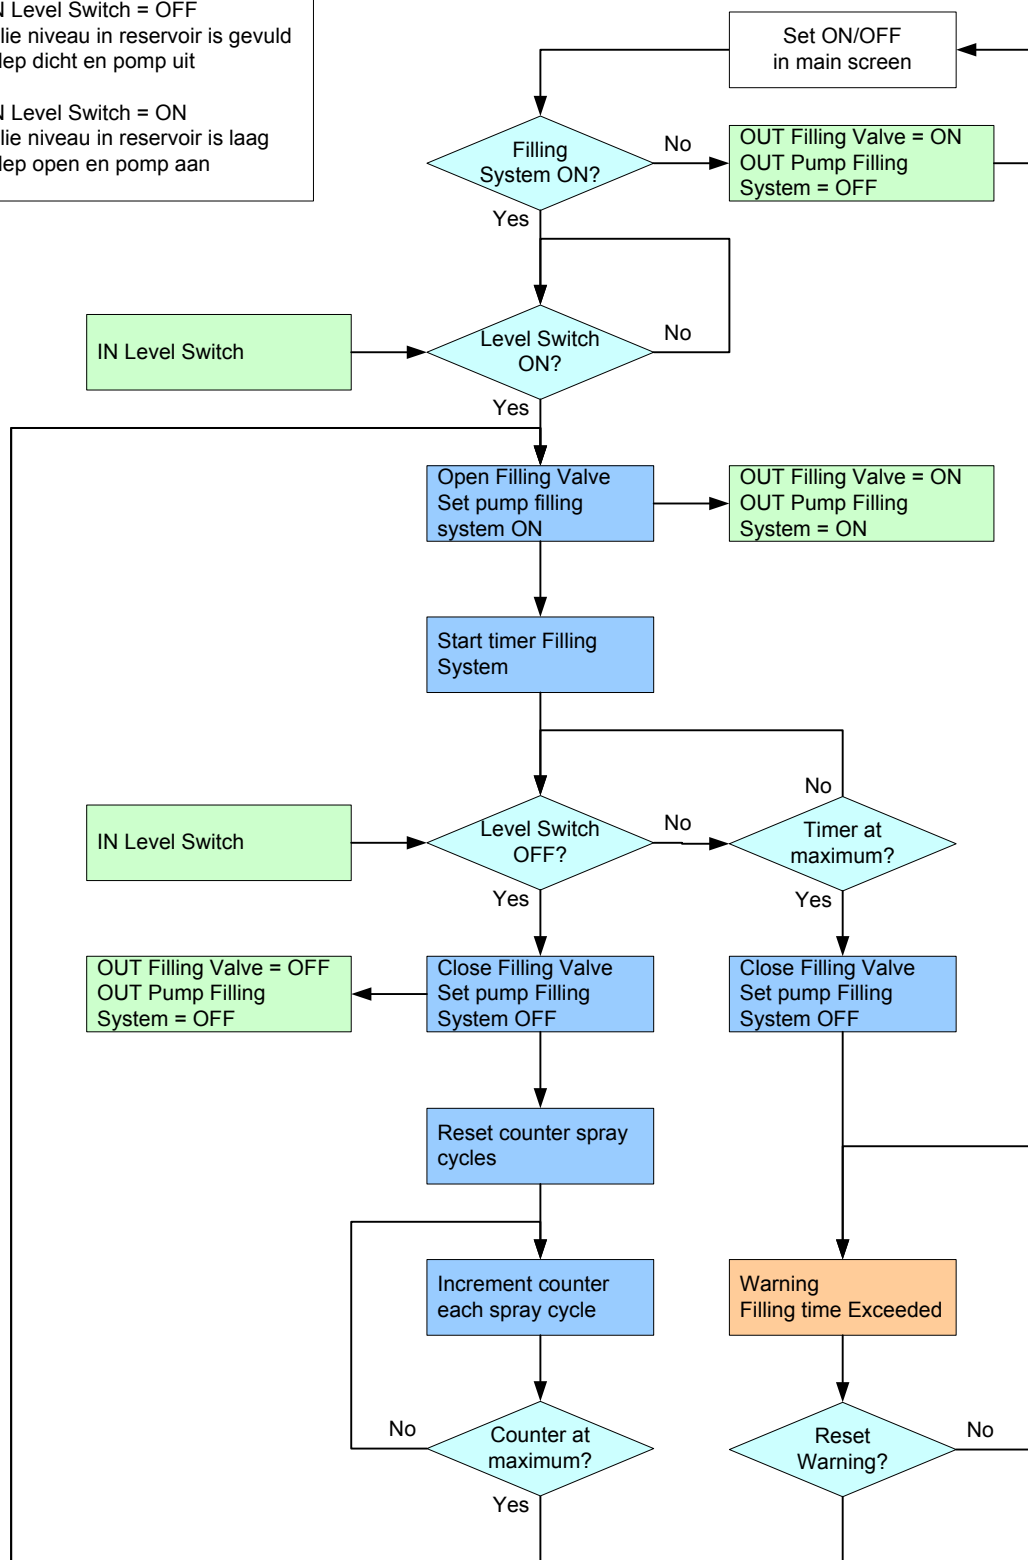 Level Switch = OFF
niveau in reservoir is gevuld
dicht en pomp uit
Level Switch = ON
niveau in reservoir is laag
open en pomp aan
Set ON/OFF
in main screen
Filling
System ON?
No
OUT Filling Valve = ON
OUT Pump Filling
System = OFF
Yes
IN Level Switch
Level Switch
ON?
No
Yes
Open Filling Valve
Set pump filling
system ON
OUT Filling Valve = ON
OUT Pump Filling
System = ON
Start timer Filling
System
No
IN Level Switch
Level Switch
OFF?
No
Timer at
maximum?
Yes
Yes
OUT Filling Valve = OFF
OUT Pump Filling
System = OFF
Close Filling Valve
Set pump Filling
System OFF
Close Filling Valve
Set pump Filling
System OFF
Reset counter spray
cycles
Increment counter
each spray cycle
Warning
Filling time Exceeded
No
Counter at
maximum?
Reset
Warning?
No
Yes